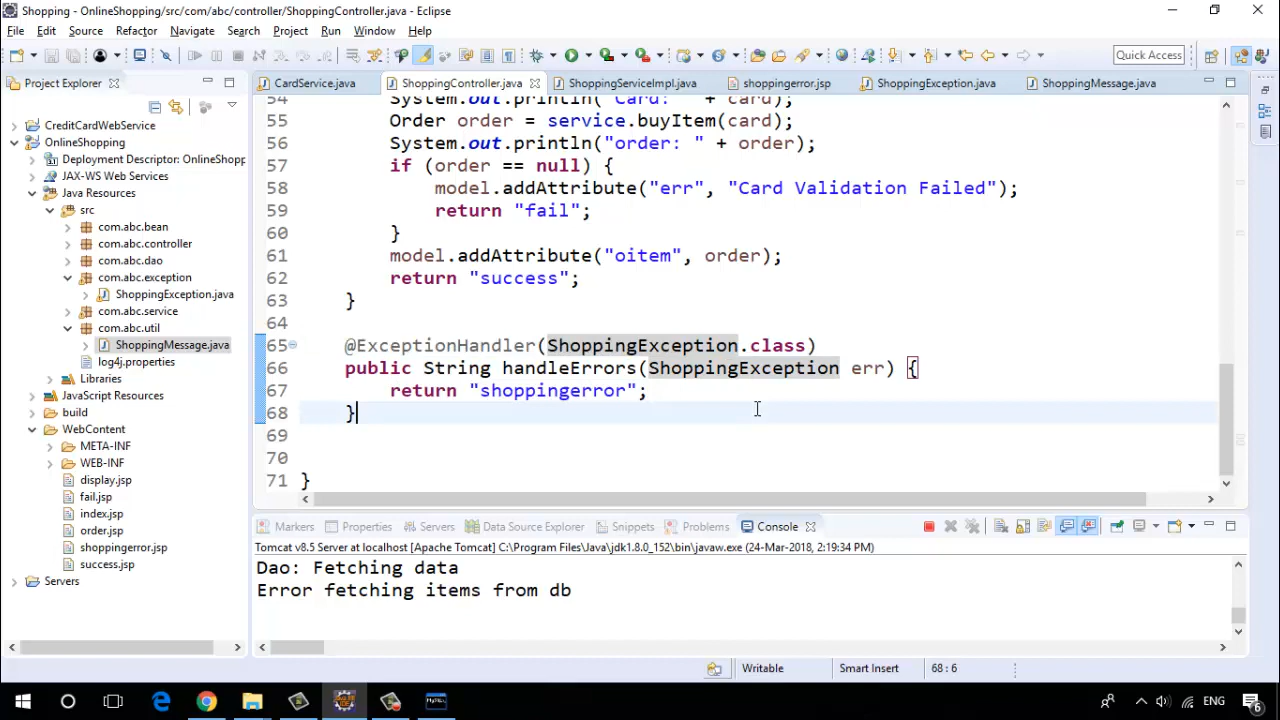 Shopping - OnlineShopping/src/com/abc/controller/ShoppingController.java - Eclipse
File Edit Source Refactor Navigate Search Project Run Window Help
Quick Access
Project Explorer
CardService.java ShoppingController.java ShoppingServiceImpl.java shoppingerror.jsp ShoppingException.java ShoppingMessage.java
CreditCardWebService
OnlineShopping
Deployment Descriptor: OnlineShopp
JAX-WS Web Services
Java Resources
src
com.abc.bean
com.abc.controller
com.abc.dao
com.abc.exception
ShoppingException.java
com.abc.service
com.abc.util
ShoppingMessage.java
log4j.properties
Libraries
JavaScript Resources
build
WebContent
META-INF
WEB-INF
display.jsp
fail.jsp
index.jsp
order.jsp
shoppingerror.jsp
success.jsp
Servers
54 System.out.println("Card: " + card);
55 Order order = service.buyItem(card);
56 System.out.println("order: " + order);
57 if (order == null) {
58 model.addAttribute("err", "Card Validation Failed");
59 return "fail";
60 }
61 model.addAttribute("oitem", order);
62 return "success";
63 }
64
65 @ExceptionHandler(ShoppingException.class)
66 public String handleErrors(ShoppingException err) {
67 return "shoppingerror";
68 }
69
70
71 }
Markers Properties Servers Data Source Explorer Snippets Problems Console
Tomcat v8.5 Server at localhost [Apache Tomcat] C:\Program Files\Java\jdk1.8.0_152\bin\javaw.exe (24-Mar-2018, 2:19:34 PM)
Dao: Fetching data
Error fetching items from db
Writable Smart Insert 68 : 6
ENG 6